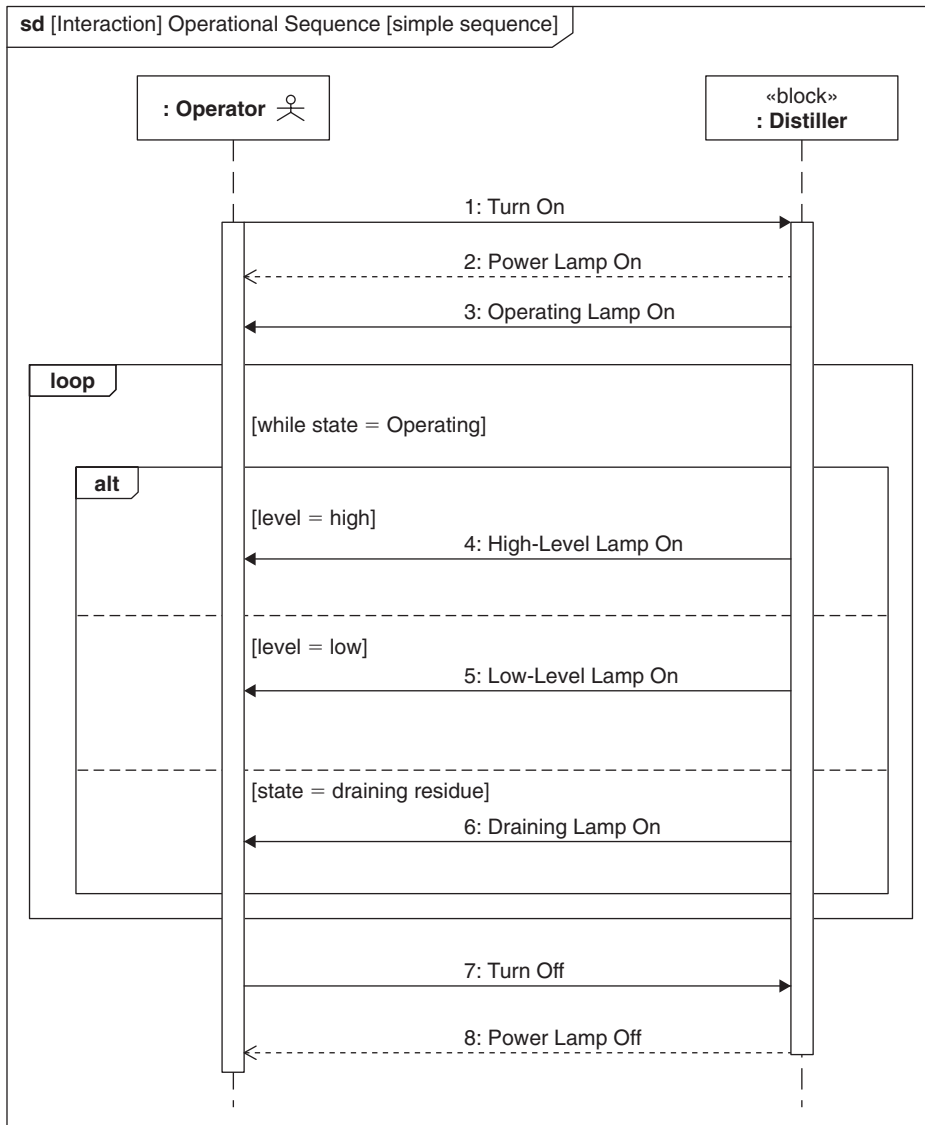 sd [Interaction] Operational Sequence [simple sequence]
: Operator
«block»
: Distiller
1: Turn On
2: Power Lamp On
3: Operating Lamp On
loop
[while state = Operating]
alt
[level = high]
4: High-Level Lamp On
[level = low]
5: Low-Level Lamp On
[state = draining residue]
6: Draining Lamp On
7: Turn Off
8: Power Lamp Off